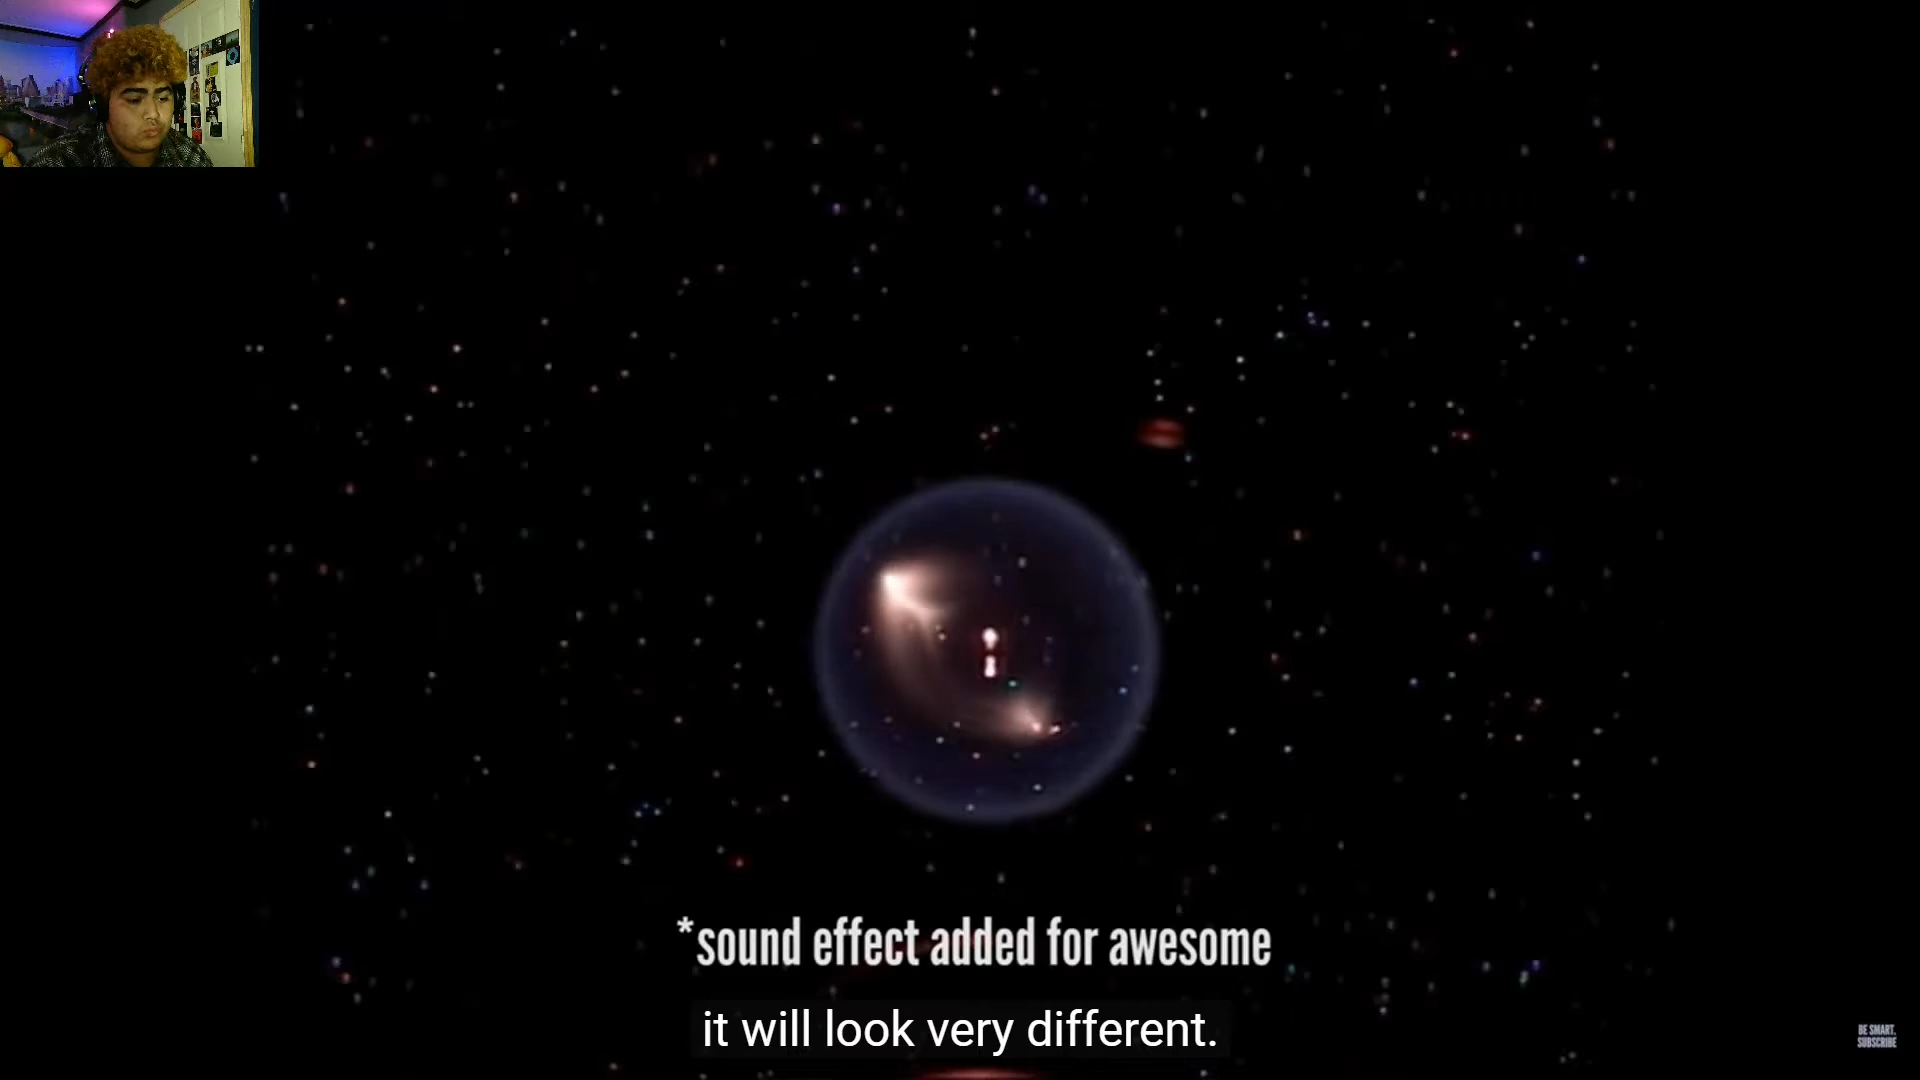 *sound effect added for awesome
it will look very different.
BE SMART.
SUBSCRIBE